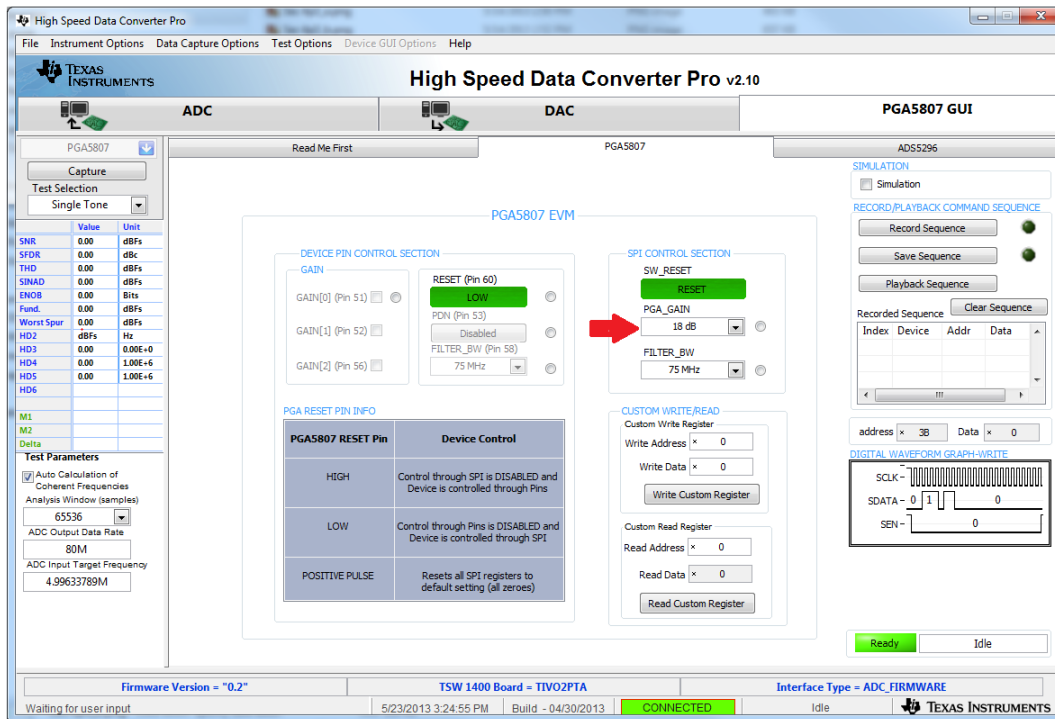 High Speed Data Converter Pro
File Instrument Options Data Capture Options Test Options Device GUI Options Help
TEXAS INSTRUMENTS
High Speed Data Converter Pro v2.10
ADC
DAC
PGA5807 GUI
PGA5807
Capture
Test Selection
Single Tone
Value Unit
SNR 0.00 dBFs
SFDR 0.00 dBc
THD 0.00 dBFs
SINAD 0.00 dBFs
ENOB 0.00 Bits
Fund. 0.00 dBFs
Worst Spur 0.00 dBFs
HD2 dBFs Hz
HD3 0.00 0.00E+0
HD4 0.00 1.00E+6
HD5 0.00 1.00E+6
HD6
M1
M2
Delta
Test Parameters
Auto Calculation of
Coherent Frequencies
Analysis Window (samples)
65536
ADC Output Data Rate
80M
ADC Input Target Frequency
4.99633789M
Read Me First
PGA5807
ADS5296
PGA5807 EVM
DEVICE PIN CONTROL SECTION
GAIN
GAIN[0] (Pin 51)
GAIN[1] (Pin 52)
GAIN[2] (Pin 56)
RESET (Pin 60)
LOW
PDN (Pin 53)
Disabled
FILTER_BW (Pin 58)
75 MHz
PGA RESET PIN INFO
PGA5807 RESET Pin Device Control
HIGH Control through SPI is DISABLED and
Device is controlled through Pins
LOW Control through Pins is DISABLED and
Device is controlled through SPI
POSITIVE PULSE Resets all SPI registers to
default setting (all zeroes)
SPI CONTROL SECTION
SW_RESET
RESET
PGA_GAIN
18 dB
FILTER_BW
75 MHz
CUSTOM WRITE/READ
Custom Write Register
Write Address × 0
Write Data × 0
Write Custom Register
Custom Read Register
Read Address × 0
Read Data × 0
Read Custom Register
SIMULATION
Simulation
RECORD/PLAYBACK COMMAND SEQUENCE
Record Sequence
Save Sequence
Playback Sequence
Clear Sequence
Recorded Sequence
Index Device Addr Data
address × 3B Data × 0
DIGITAL WAVEFORM GRAPH-WRITE
SCLK-
SDATA- 0 1 0
SEN- 0
Ready Idle
Firmware Version = "0.2"
TSW 1400 Board = TIVO2PTA
Interface Type = ADC_FIRMWARE
Waiting for user input
5/23/2013 3:24:55 PM
Build - 04/30/2013
CONNECTED
Idle
TEXAS INSTRUMENTS